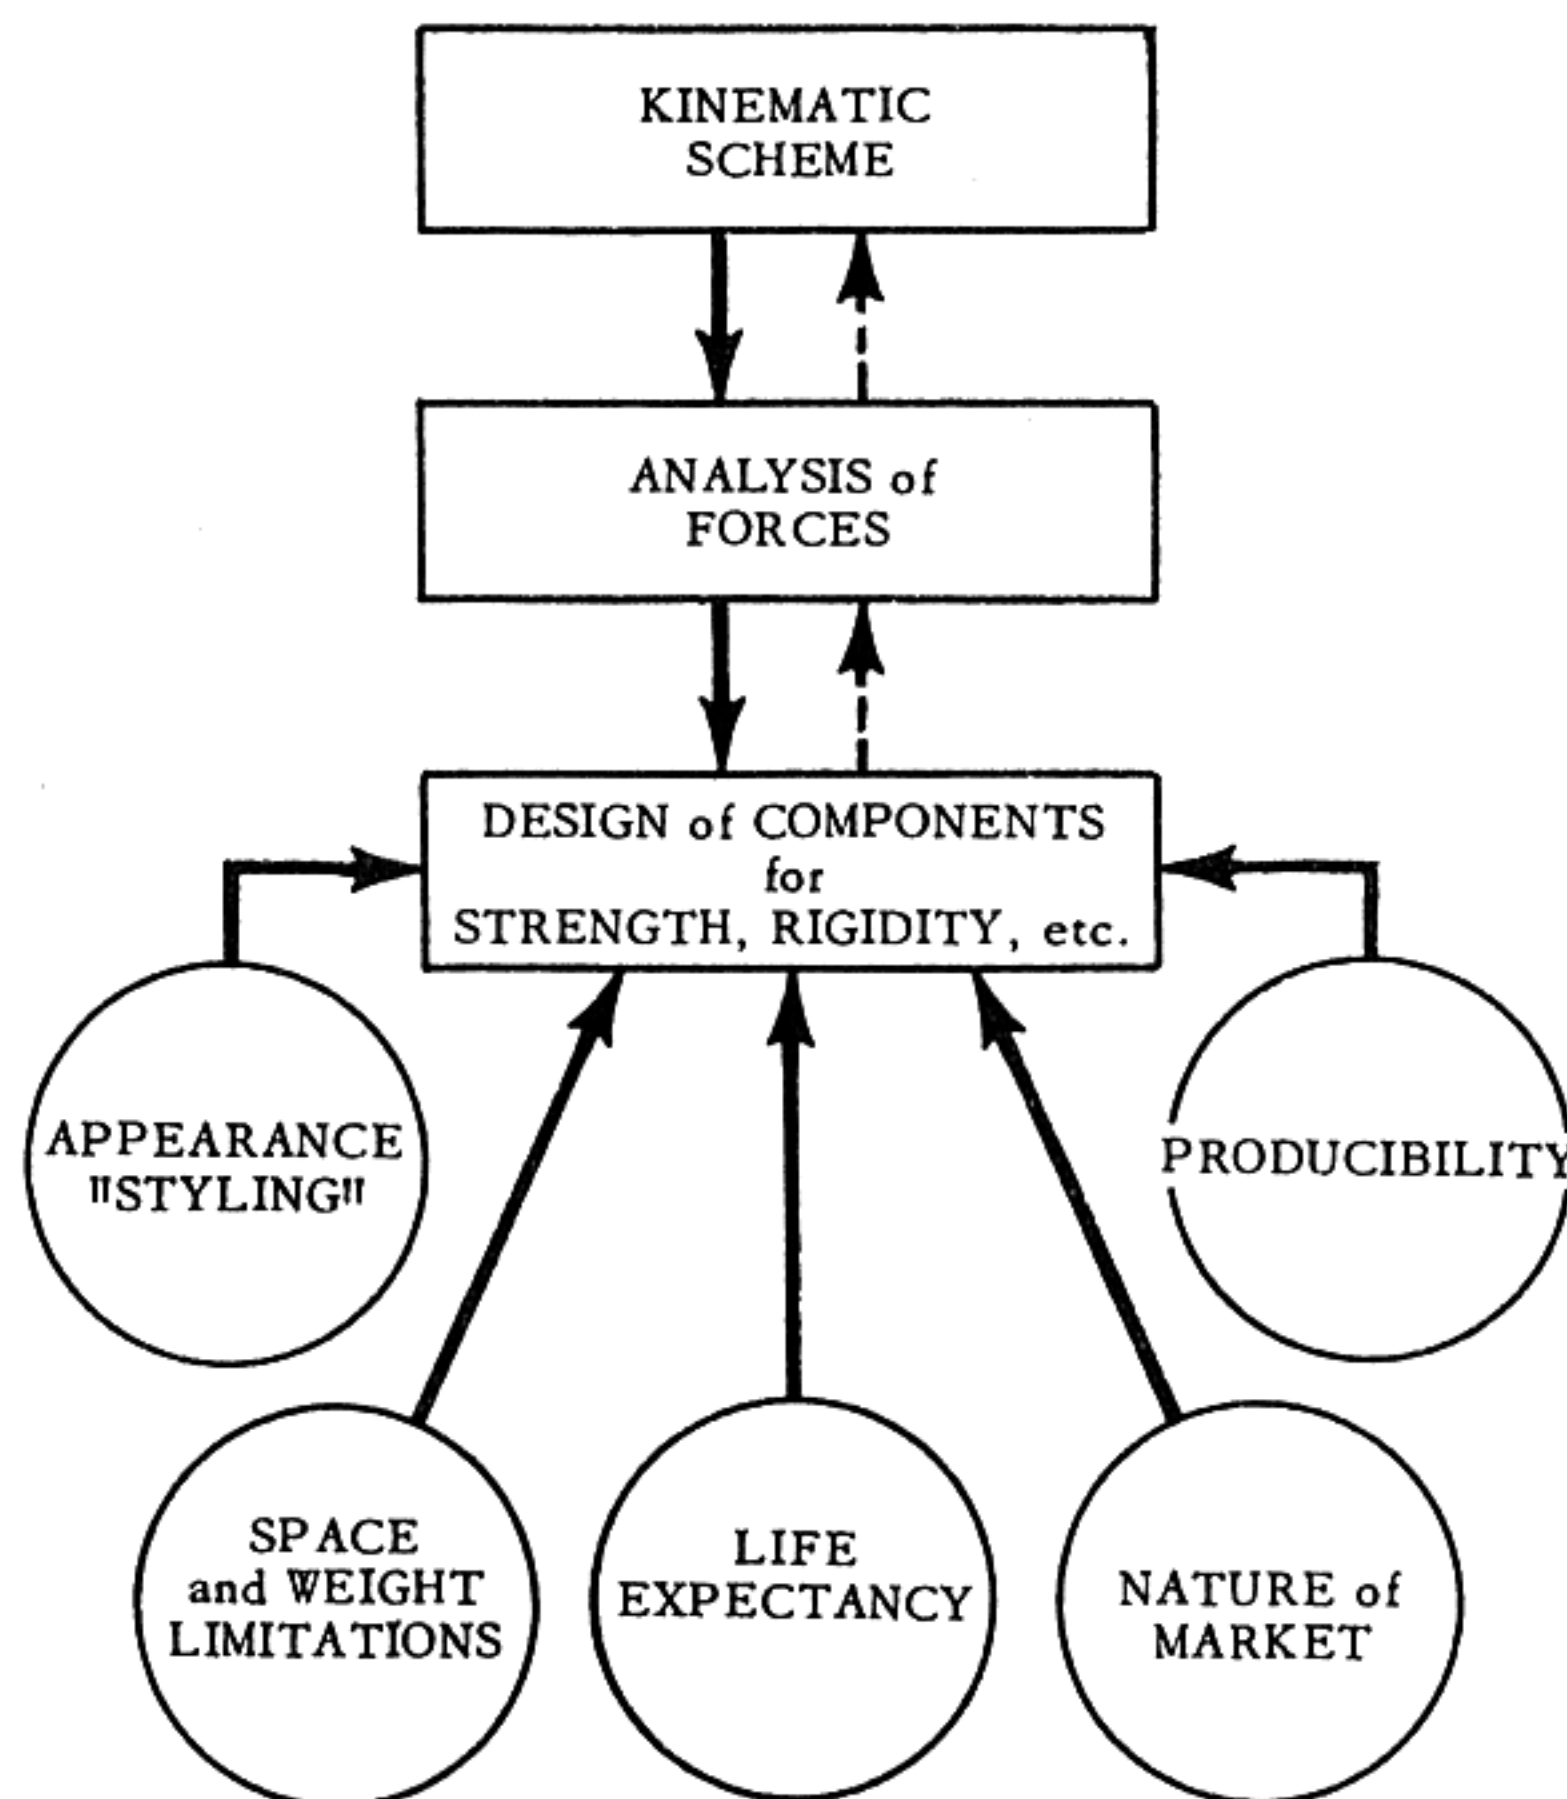 KINEMATIC
SCHEME
ANALYSIS of
FORCES
DESIGN of COMPONENTS
for
STRENGTH, RIGIDITY, etc.
APPEARANCE
"STYLING"
PRODUCIBILITY
SPACE
and WEIGHT
LIMITATIONS
LIFE
EXPECTANCY
NATURE of
MARKET